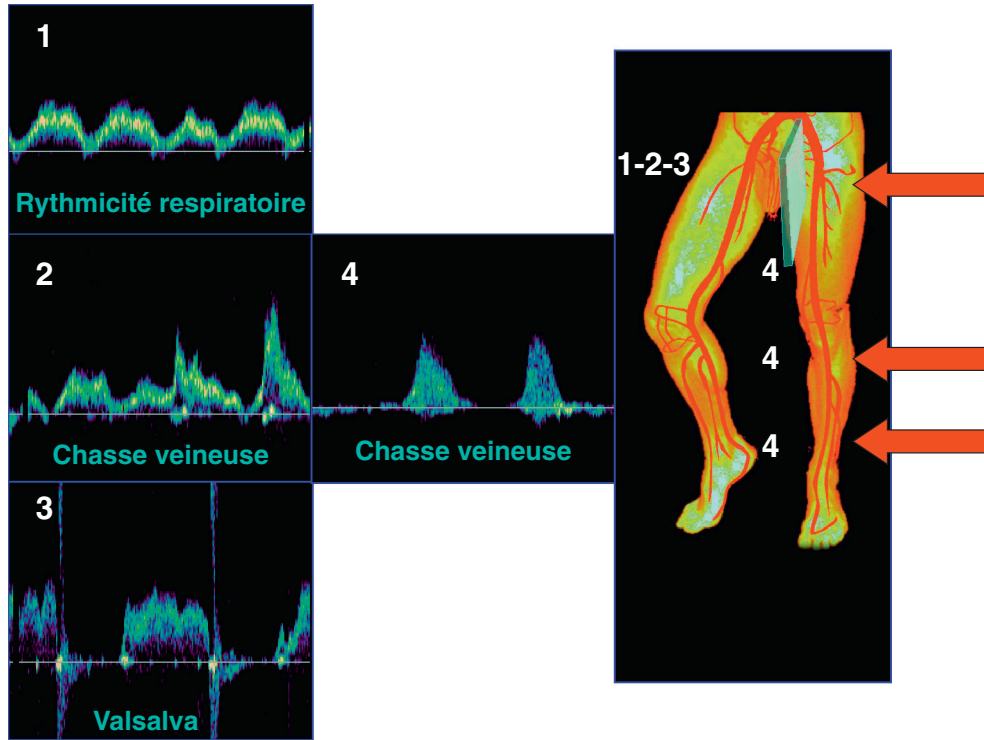 1
Rythmicité respiratoire
2
Chasse veineuse
4
Chasse veineuse
3
Valsalva
1-2-3
4
4
4